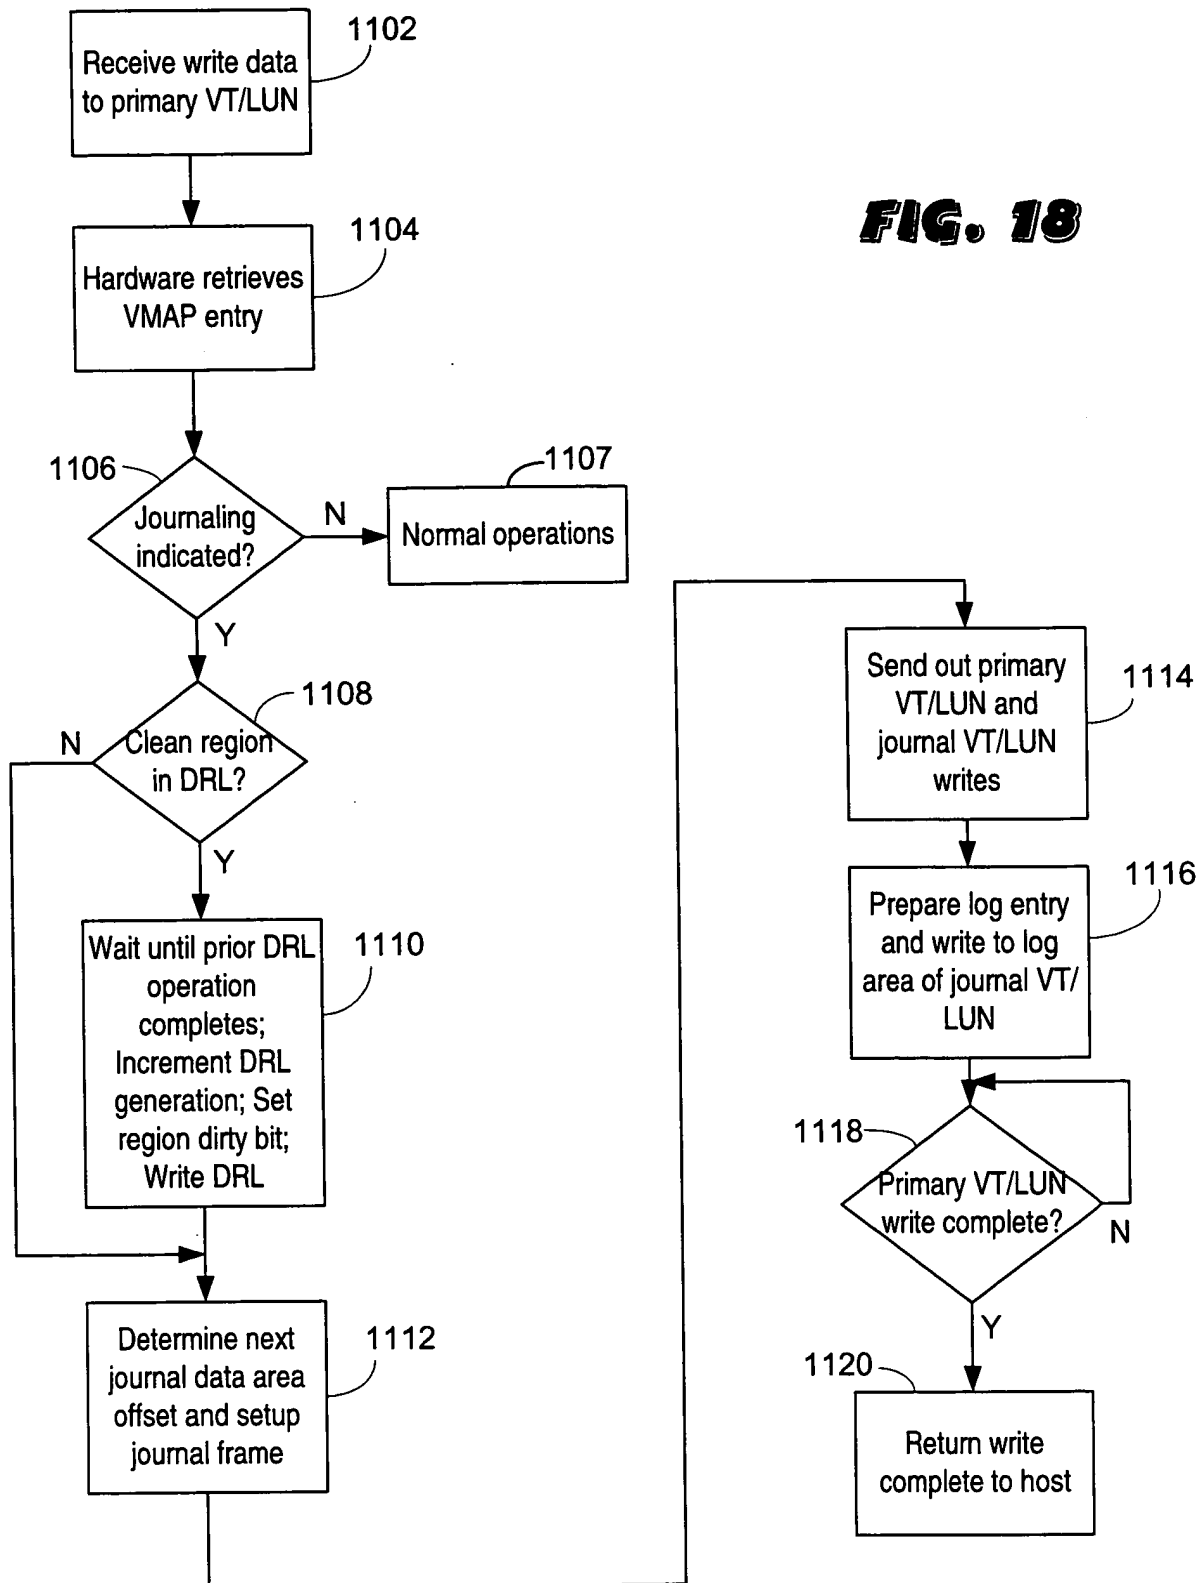 1102
Receive write data
to primary VT/LUN
FIG. 18
1104
Hardware retrieves
VMAP entry
1106
Journaling
indicated?
N
1107
Normal operations
Y
1108
Clean region
in DRL?
N
Y
1110
Wait until prior DRL
operation
completes;
Increment DRL
generation; Set
region dirty bit;
Write DRL
1112
Determine next
journal data area
offset and setup
journal frame
1114
Send out primary
VT/LUN and
journal VT/LUN
writes
1116
Prepare log entry
and write to log
area of journal VT/
LUN
1118
Primary VT/LUN
write complete?
N
Y
1120
Return write
complete to host